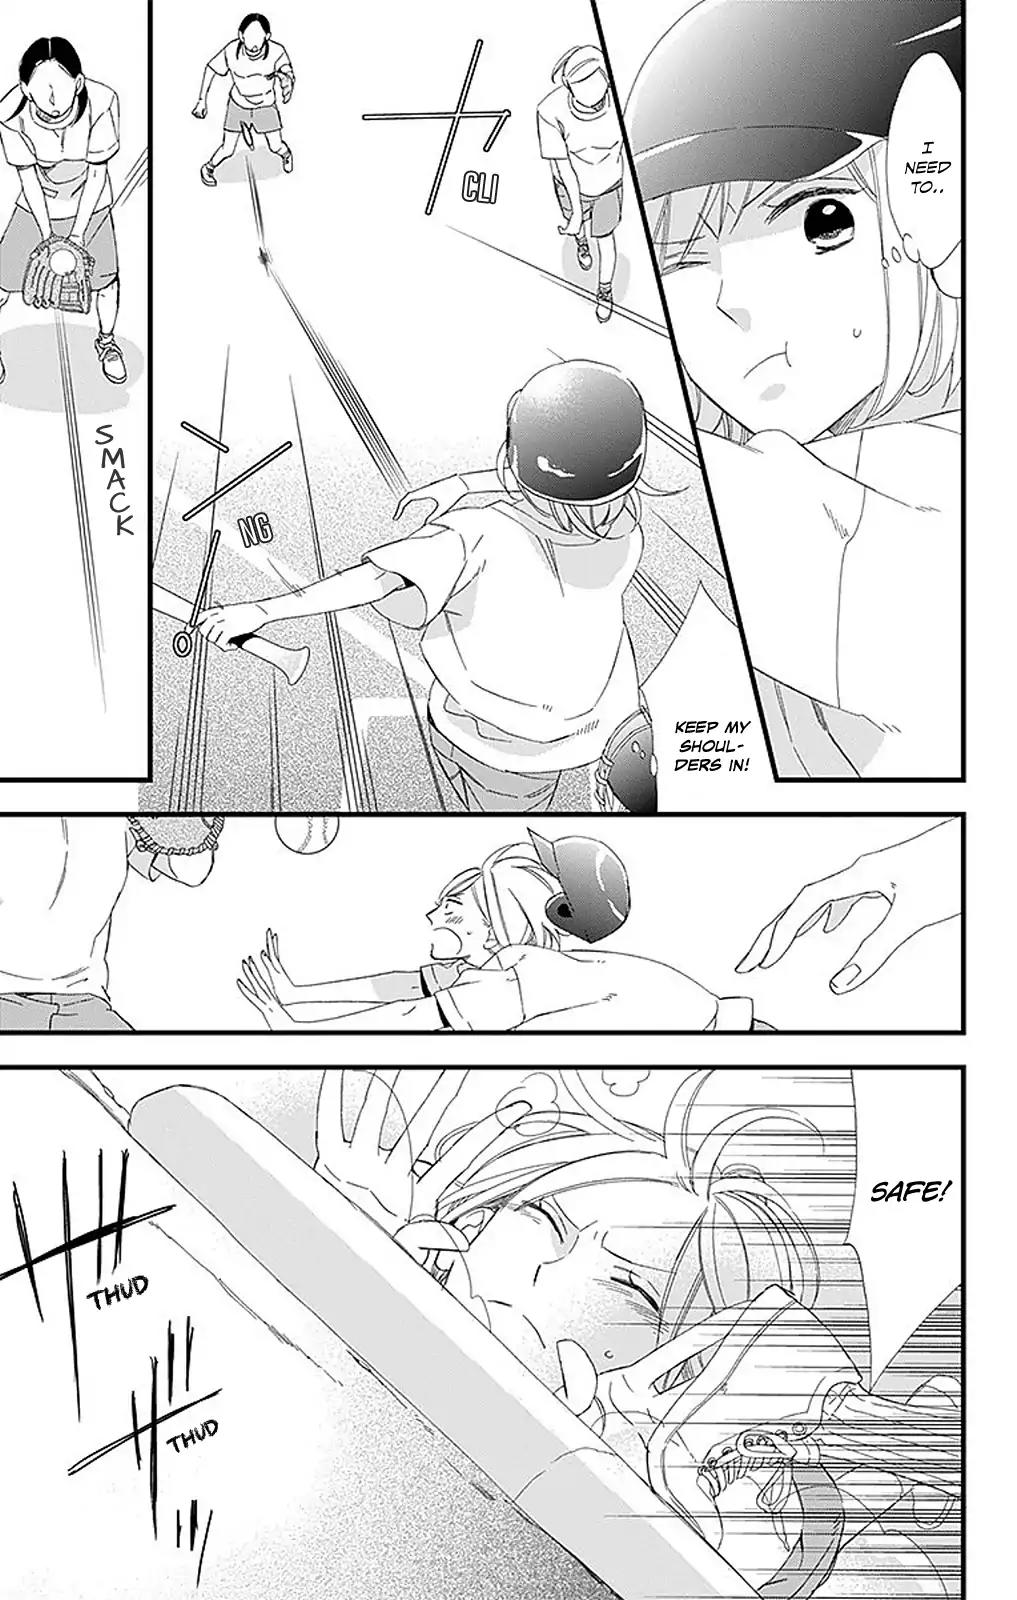 I
NEED
TO..
CLI
NG
KEEP MY
SHOUL-
DERS IN!
SMACK
SAFE!
THUD
THUD